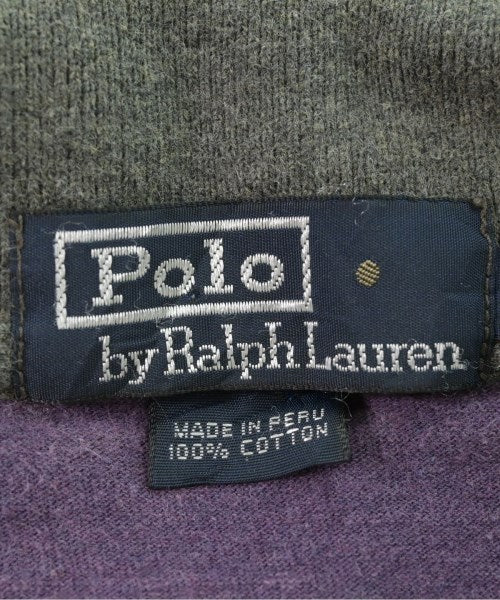 Polo
by Ralph Lauren
MADE IN PERU
100% COTTON